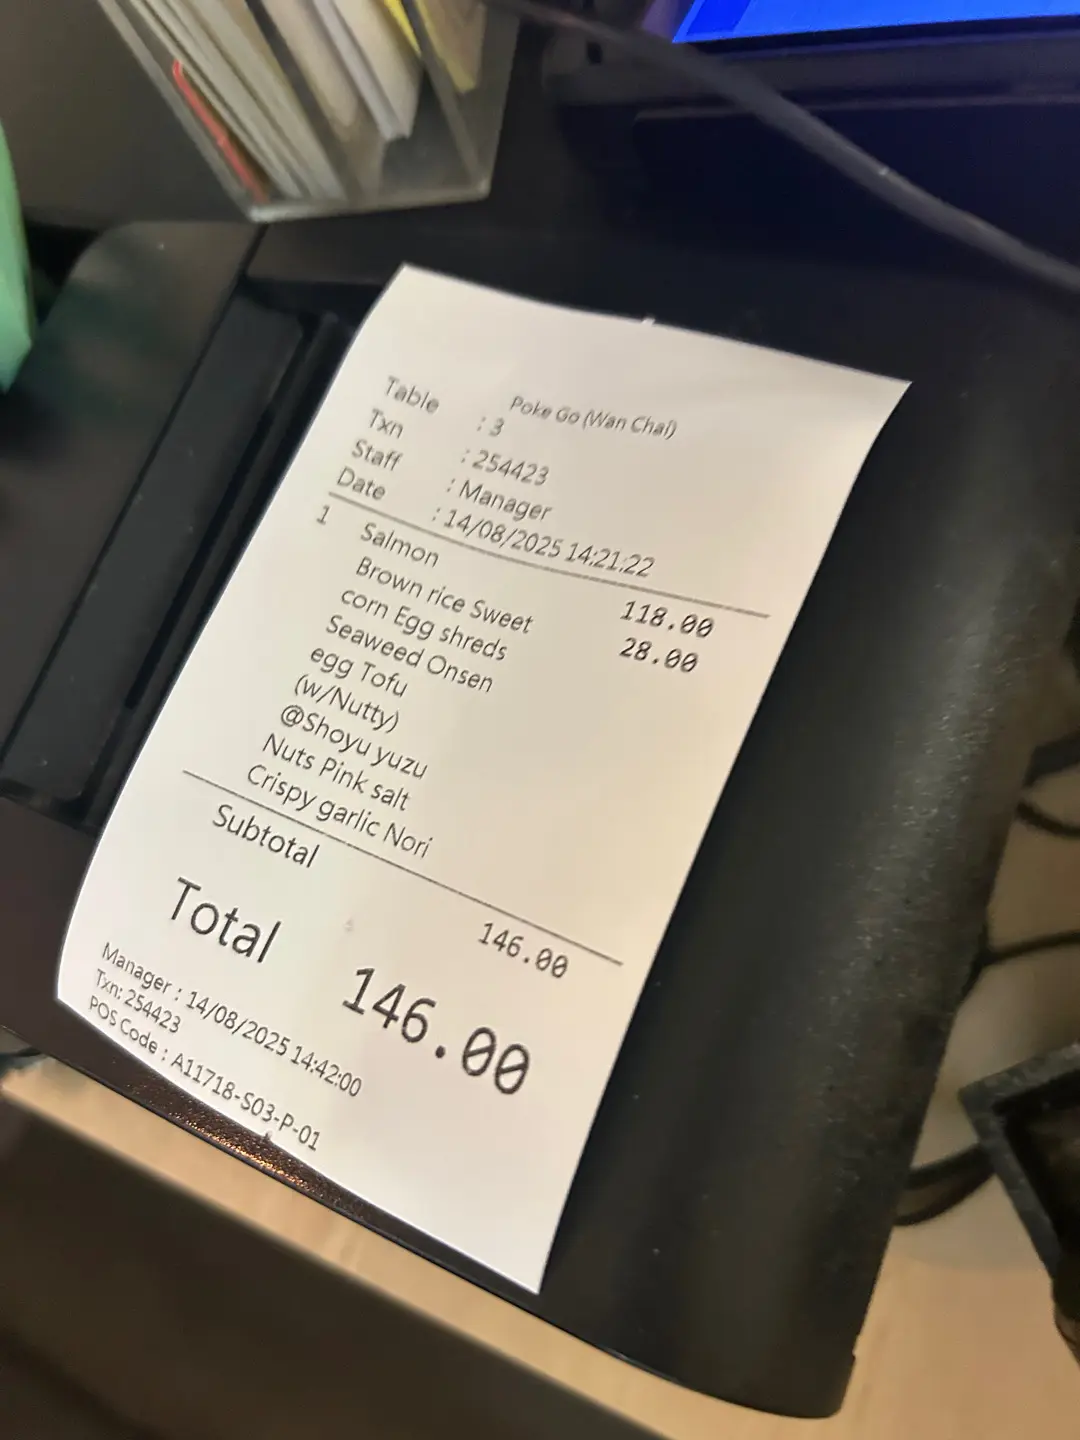 Poke Go (Wan Chai)
Table : 3
Txn : 254423
Staff : Manager
Date : 14/08/2025 14:21:22
1 Salmon 118.00
Brown rice Sweet 28.00
corn Egg shreds
Seaweed Onsen
egg Tofu
(w/Nutty)
@Shoyu yuzu
Nuts Pink salt
Crispy garlic Nori
Subtotal 146.00
Total 146.00
Manager : 14/08/2025 14:42:00
Txn: 254423
POS Code : A11718-S03-P-01